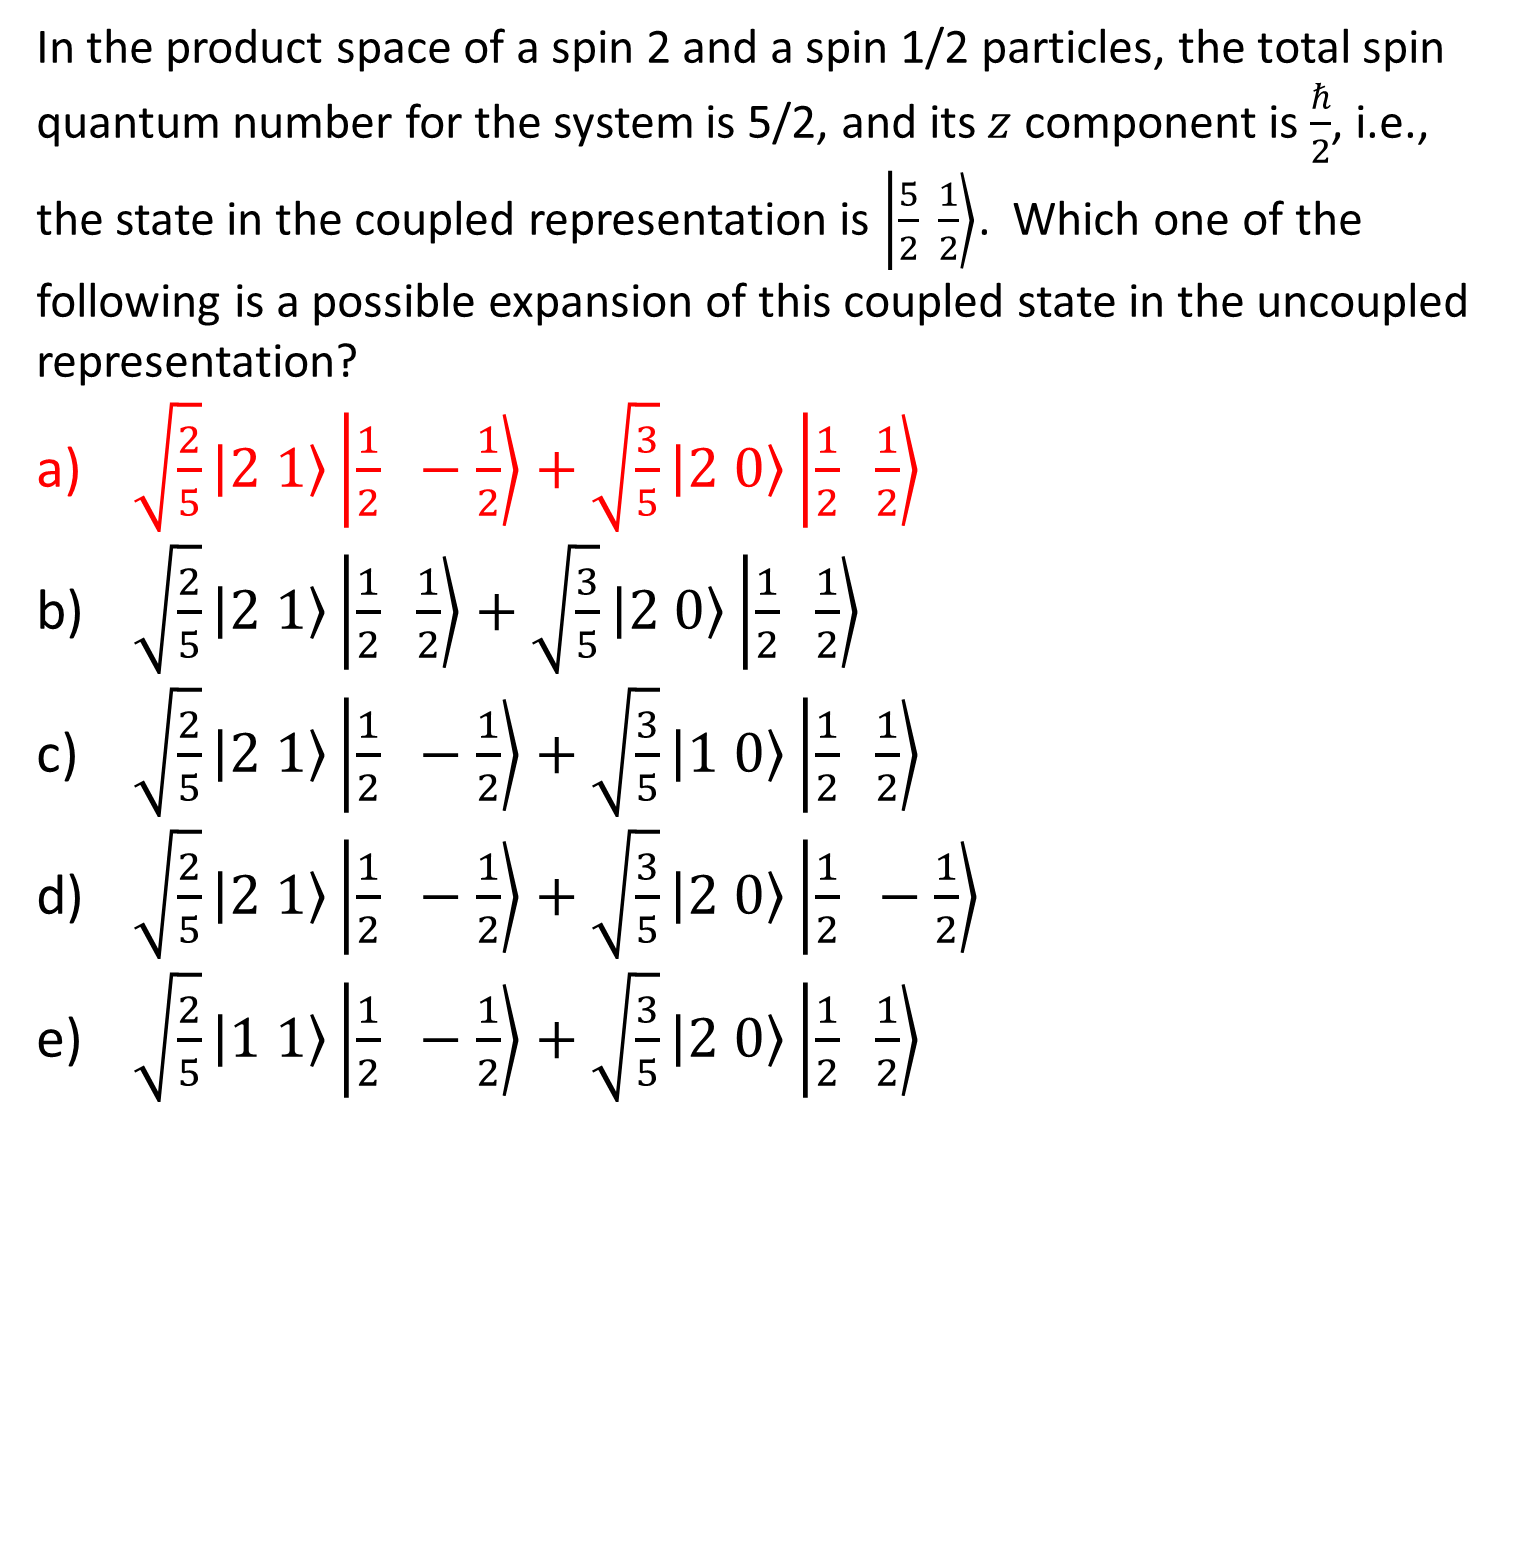 In the product space of a spin 2 and a spin 1/2 particles, the total spin
quantum number for the system is 5/2, and its z component is ℏ/2, i.e.,
the state in the coupled representation is |5/2 1/2⟩. Which one of the
following is a possible expansion of this coupled state in the uncoupled
representation?
a) √(2/5) |2 1⟩ |1/2 −1/2⟩ + √(3/5) |2 0⟩ |1/2 1/2⟩
b) √(2/5) |2 1⟩ |1/2 1/2⟩ + √(3/5) |2 0⟩ |1/2 1/2⟩
c) √(2/5) |2 1⟩ |1/2 −1/2⟩ + √(3/5) |1 0⟩ |1/2 1/2⟩
d) √(2/5) |2 1⟩ |1/2 −1/2⟩ + √(3/5) |2 0⟩ |1/2 −1/2⟩
e) √(2/5) |1 1⟩ |1/2 −1/2⟩ + √(3/5) |2 0⟩ |1/2 1/2⟩